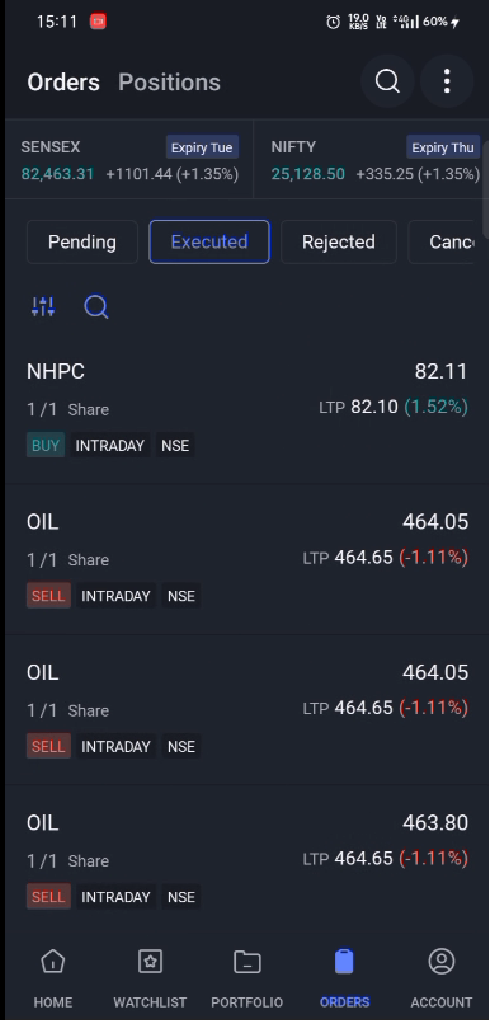 15:11 19.0 KB/S Vo LTE 4G 60%
Orders Positions
SENSEX Expiry Tue NIFTY Expiry Thu
82,463.31 +1101.44 (+1.35%) 25,128.50 +335.25 (+1.35%)
Pending Executed Rejected Canc
NHPC 82.11
1/1 Share LTP 82.10 (1.52%)
BUY INTRADAY NSE
OIL 464.05
1/1 Share LTP 464.65 (-1.11%)
SELL INTRADAY NSE
OIL 464.05
1/1 Share LTP 464.65 (-1.11%)
SELL INTRADAY NSE
OIL 463.80
1/1 Share LTP 464.65 (-1.11%)
SELL INTRADAY NSE
HOME WATCHLIST PORTFOLIO ORDERS ACCOUNT